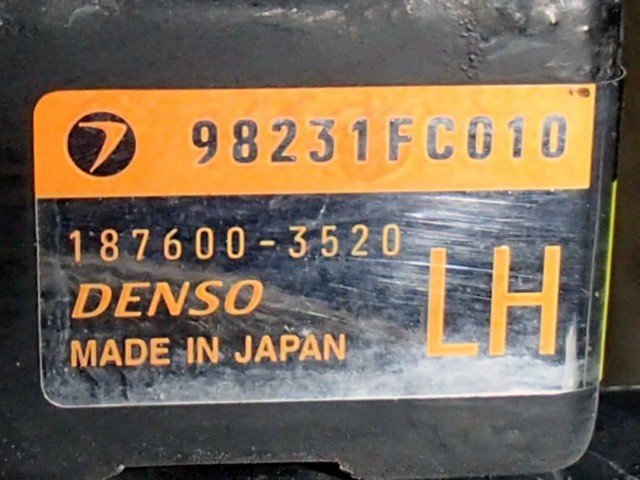 98231FC010
187600-3520
DENSO
LH
MADE IN JAPAN